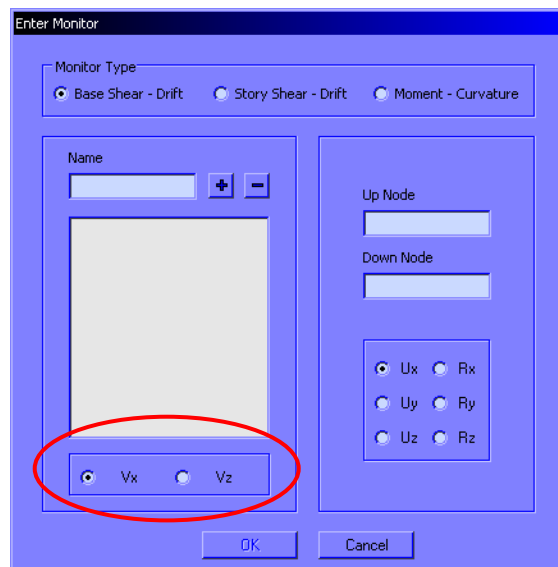 Enter Monitor
Monitor Type
Base Shear - Drift Story Shear - Drift Moment - Curvature
Name
+ -
Up Node
Down Node
Ux Rx
Uy Ry
Uz Rz
Vx Vz
OK Cancel